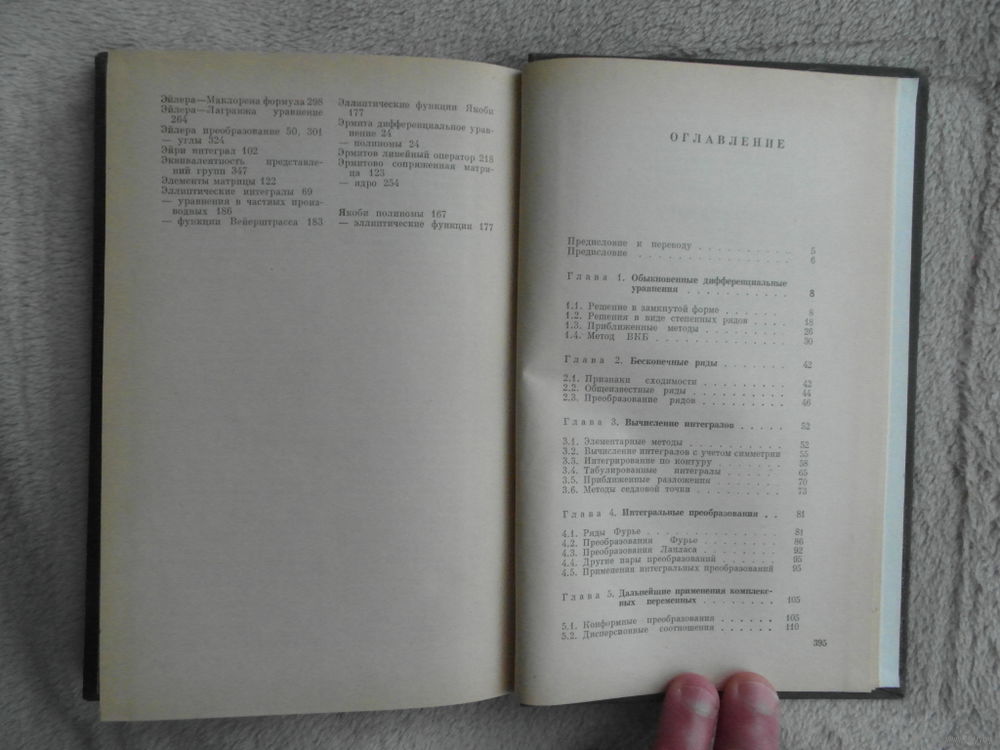 Эйлера—Маклорена формула 298
Эйлера—Лагранжа уравнение
264
Эйлера преобразование 50, 301
— углы 324
Эйри интеграл 102
Эквивалентность представле-
ний групп 347
Элементы матрицы 122
Эллиптические интегралы 69
— уравнения в частных произ-
водных 186
— функции Вейерштрасса 183
Эллиптические функции Якоби
177
Эрмита дифференциальное урав-
нение 24
— полиномы 24
Эрмитов линейный оператор 218
Эрмитово сопряженная матри-
ца 123
— ядро 254
Якоби полиномы 167
— эллиптические функции 177
ОГЛАВЛЕНИЕ
Предисловие к переводу . . . . . . . . . 5
Предисловие . . . . . . . . . . . . . . 6
Глава 1. Обыкновенные дифференциальные
уравнения . . . . . . . . . . . 8
1.1. Решение в замкнутой форме . . . . . . 8
1.2. Решения в виде степенных рядов . . . . 18
1.3. Приближенные методы . . . . . . . . 26
1.4. Метод ВКБ . . . . . . . . . . . . . 30
Глава 2. Бесконечные ряды . . . . . . . 42
2.1. Признаки сходимости . . . . . . . . 42
2.2. Общеизвестные ряды . . . . . . . . . 44
2.3. Преобразование рядов . . . . . . . . 46
Глава 3. Вычисление интегралов . . . . . 52
3.1. Элементарные методы . . . . . . . . . 52
3.2. Вычисление интегралов с учетом симметрии 55
3.3. Интегрирование по контуру . . . . . . 58
3.4. Табулированные интегралы . . . . . . 65
3.5. Приближенные разложения . . . . . . 70
3.6. Методы седловой точки . . . . . . . . 73
Глава 4. Интегральные преобразования . . 81
4.1. Ряды Фурье . . . . . . . . . . . . . 81
4.2. Преобразования Фурье . . . . . . . . 86
4.3. Преобразования Лапласа . . . . . . . . 92
4.4. Другие пары преобразований . . . . . . 95
4.5. Применения интегральных преобразований 95
Глава 5. Дальнейшие применения комплекс-
ных переменных . . . . . . . . 105
5.1. Конформные преобразования . . . . . . 105
5.2. Дисперсионные соотношения . . . . . . 110
395